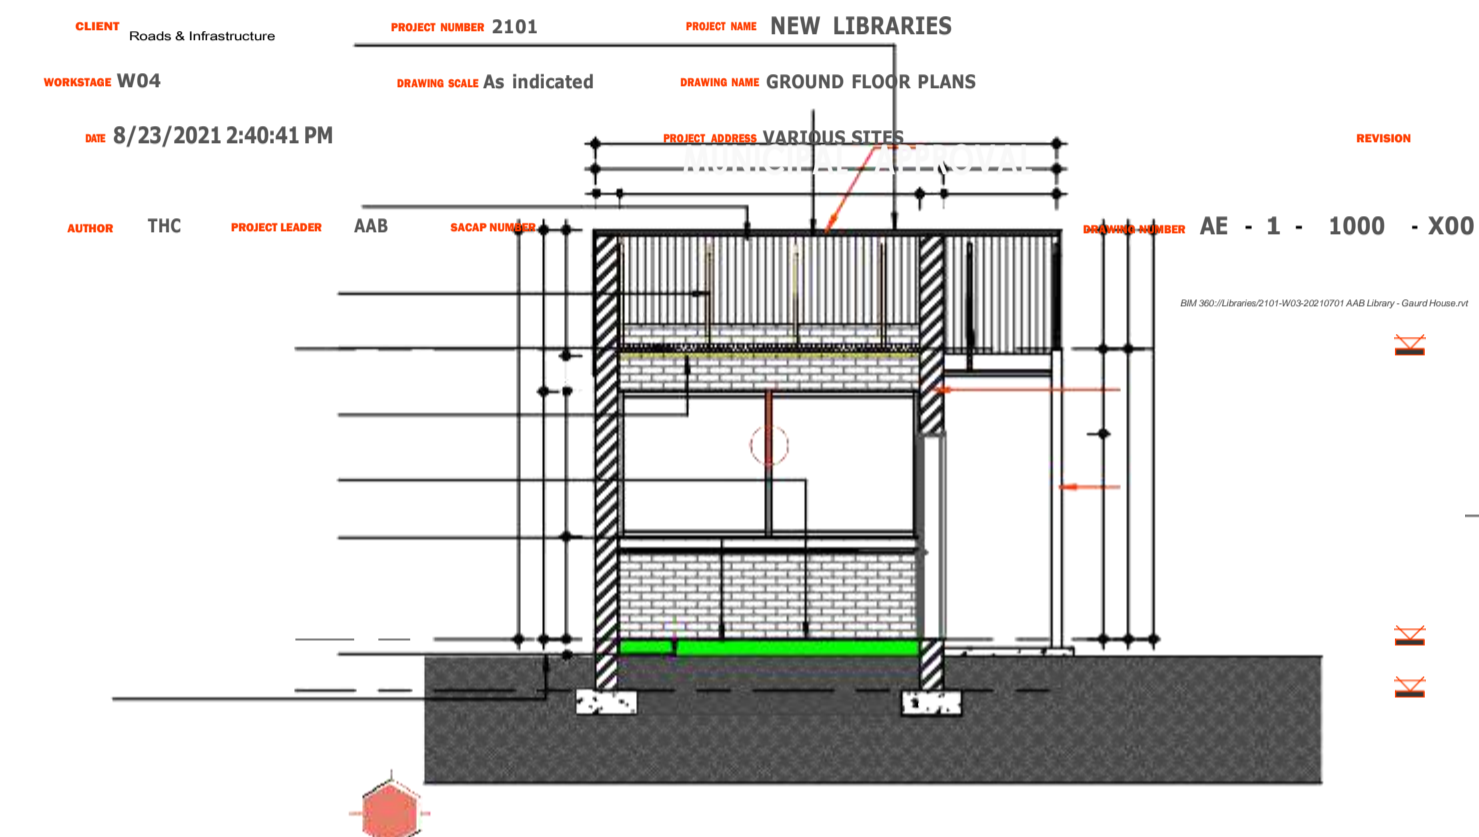 CLIENT Roads & Infrastructure PROJECT NUMBER 2101 PROJECT NAME NEW LIBRARIES
WORKSTAGE W04 DRAWING SCALE As indicated DRAWING NAME GROUND FLOOR PLANS
DATE 8/23/2021 2:40:41 PM PROJECT ADDRESS VARIOUS SITES REVISION
MUNICIPAL APPROVAL
AUTHOR THC PROJECT LEADER AAB SACAP NUMBER DRAWING NUMBER AE - 1 - 1000 - X00
BIM 360://Libraries/2101-W03-20210701 AAB Library - Gaurd House.rvt